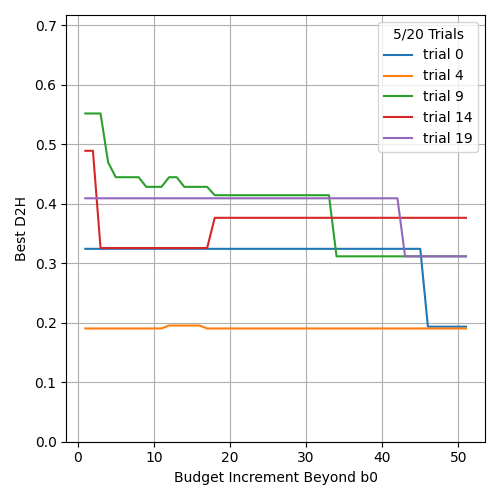 5/20 Trials
trial 0
trial 4
trial 9
trial 14
trial 19
Best D2H
0.7
0.6
0.5
0.4
0.3
0.2
0.1
0.0
0 10 20 30 40 50
Budget Increment Beyond b0